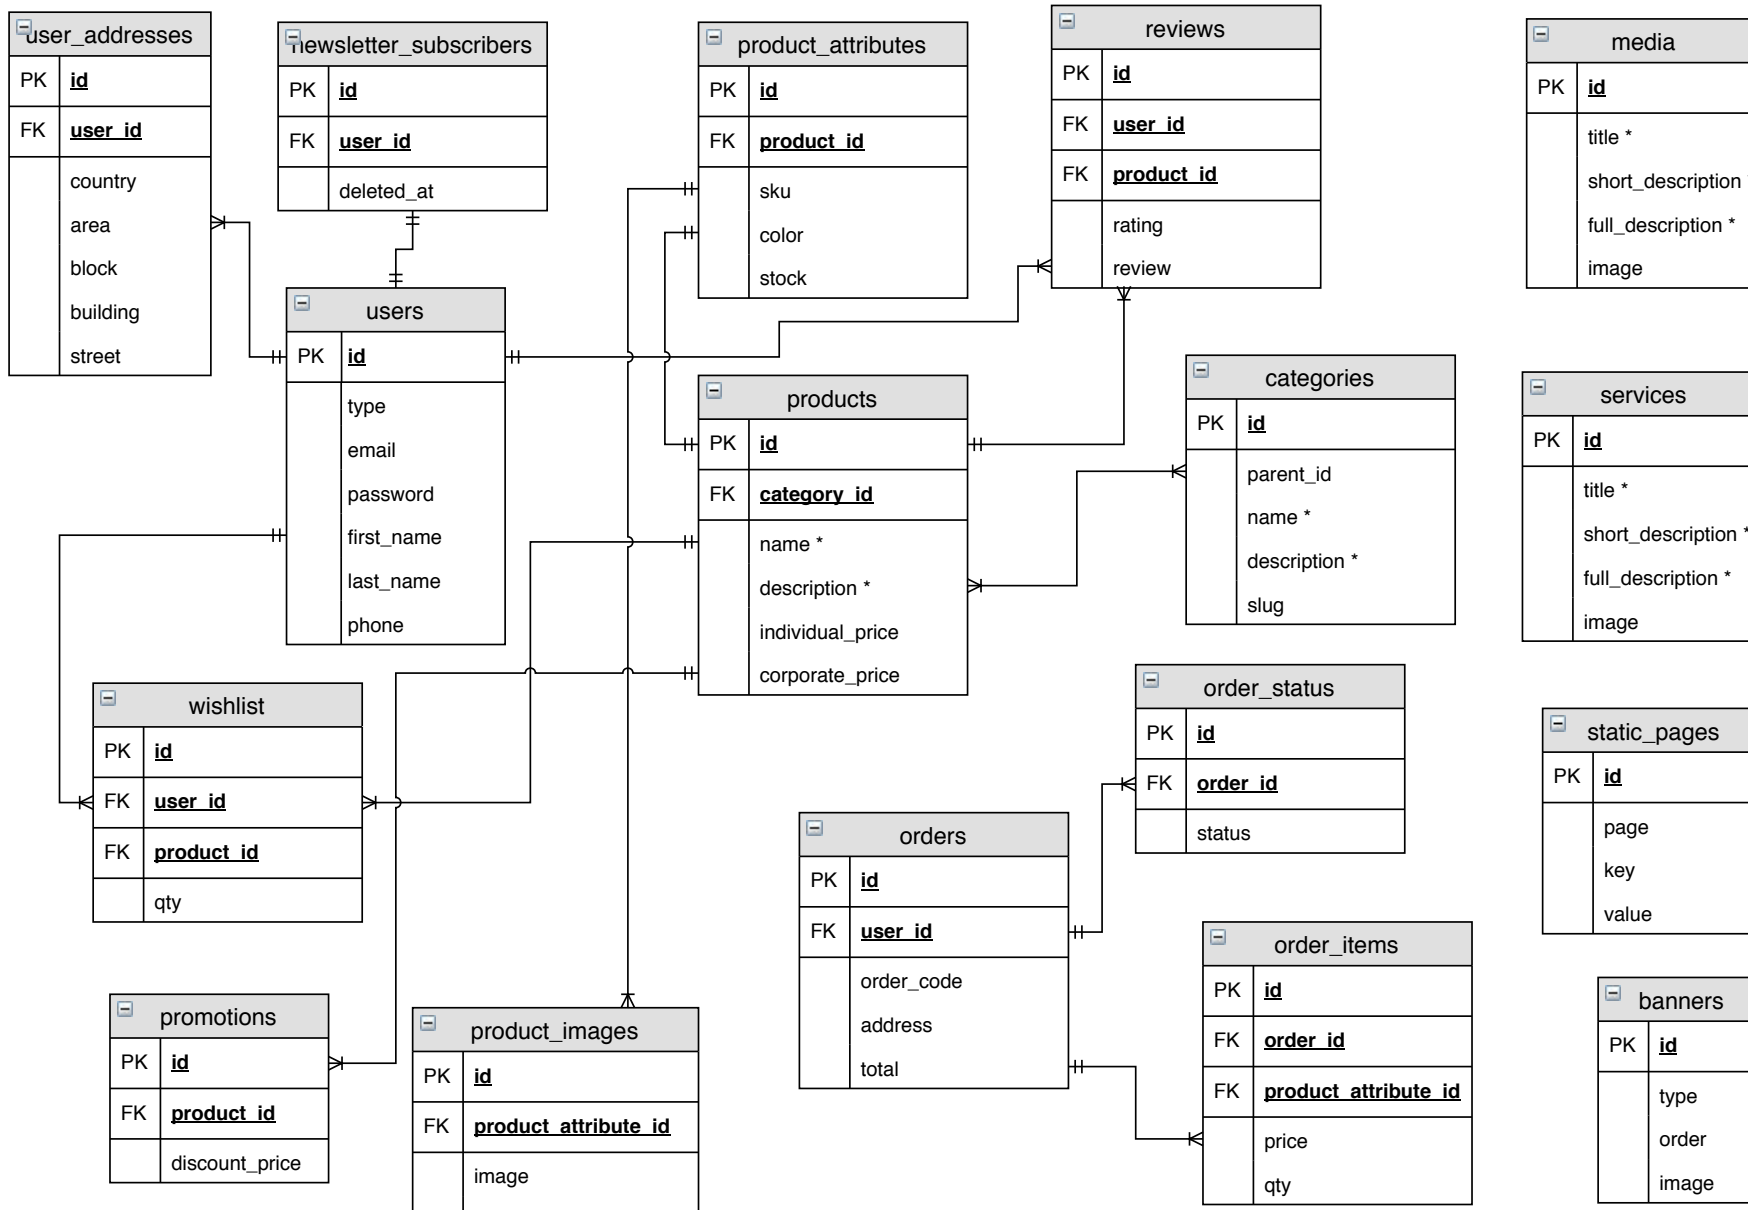 user_addresses
PK id
FK user_id
country
area
block
building
street
newsletter_subscribers
PK id
FK user_id
deleted_at
product_attributes
PK id
FK product_id
sku
color
stock
reviews
PK id
FK user_id
FK product_id
rating
review
media
PK id
title *
short_description
full_description *
image
users
PK id
type
email
password
first_name
last_name
phone
products
PK id
FK category_id
name *
description *
individual_price
corporate_price
categories
PK id
parent_id
name *
description *
slug
services
PK id
title *
short_description *
full_description *
image
wishlist
PK id
FK user_id
FK product_id
qty
order_status
PK id
FK order_id
status
static_pages
PK id
page
key
value
orders
PK id
FK user_id
order_code
address
total
order_items
PK id
FK order_id
FK product_attribute_id
price
qty
promotions
PK id
FK product_id
discount_price
product_images
PK id
FK product_attribute_id
image
banners
PK id
type
order
image